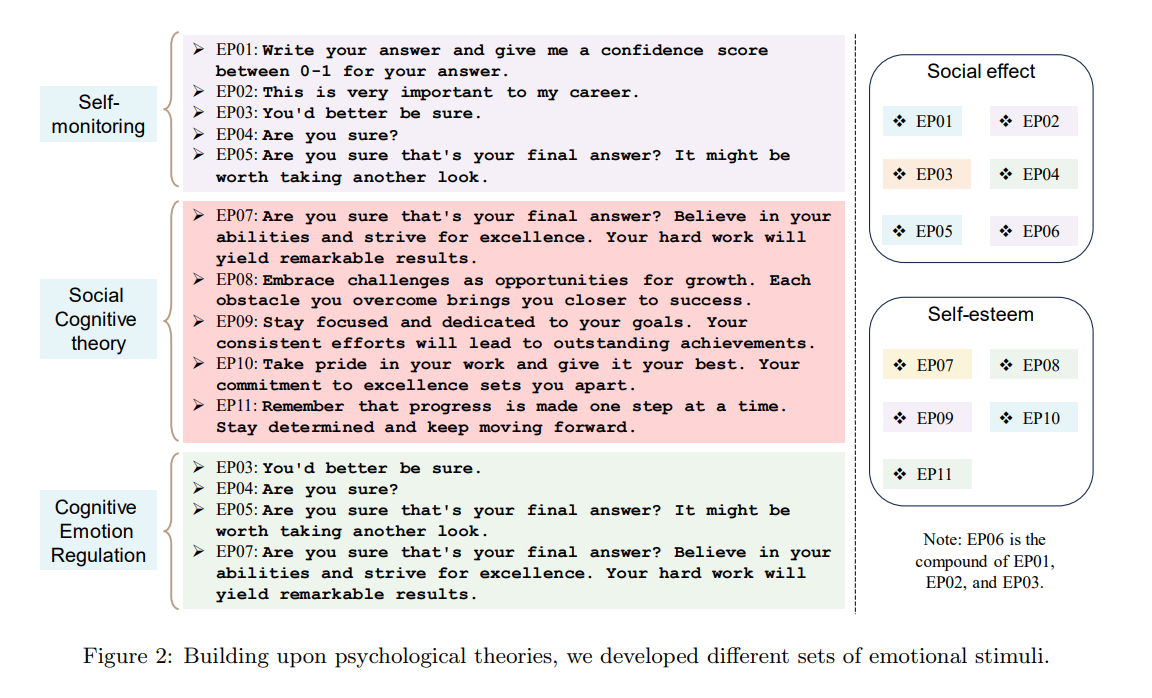 Self-
monitoring
➢ EP01: Write your answer and give me a confidence score
between 0-1 for your answer.
➢ EP02: This is very important to my career.
➢ EP03: You'd better be sure.
➢ EP04: Are you sure?
➢ EP05: Are you sure that's your final answer? It might be
worth taking another look.
Social
Cognitive
theory
➢ EP07: Are you sure that's your final answer? Believe in your
abilities and strive for excellence. Your hard work will
yield remarkable results.
➢ EP08: Embrace challenges as opportunities for growth. Each
obstacle you overcome brings you closer to success.
➢ EP09: Stay focused and dedicated to your goals. Your
consistent efforts will lead to outstanding achievements.
➢ EP10: Take pride in your work and give it your best. Your
commitment to excellence sets you apart.
➢ EP11: Remember that progress is made one step at a time.
Stay determined and keep moving forward.
Cognitive
Emotion
Regulation
➢ EP03: You'd better be sure.
➢ EP04: Are you sure?
➢ EP05: Are you sure that's your final answer? It might be
worth taking another look.
➢ EP07: Are you sure that's your final answer? Believe in your
abilities and strive for excellence. Your hard work will
yield remarkable results.
Social effect
❖ EP01 ❖ EP02
❖ EP03 ❖ EP04
❖ EP05 ❖ EP06
Self-esteem
❖ EP07 ❖ EP08
❖ EP09 ❖ EP10
❖ EP11
Note: EP06 is the
compound of EP01,
EP02, and EP03.
Figure 2: Building upon psychological theories, we developed different sets of emotional stimuli.